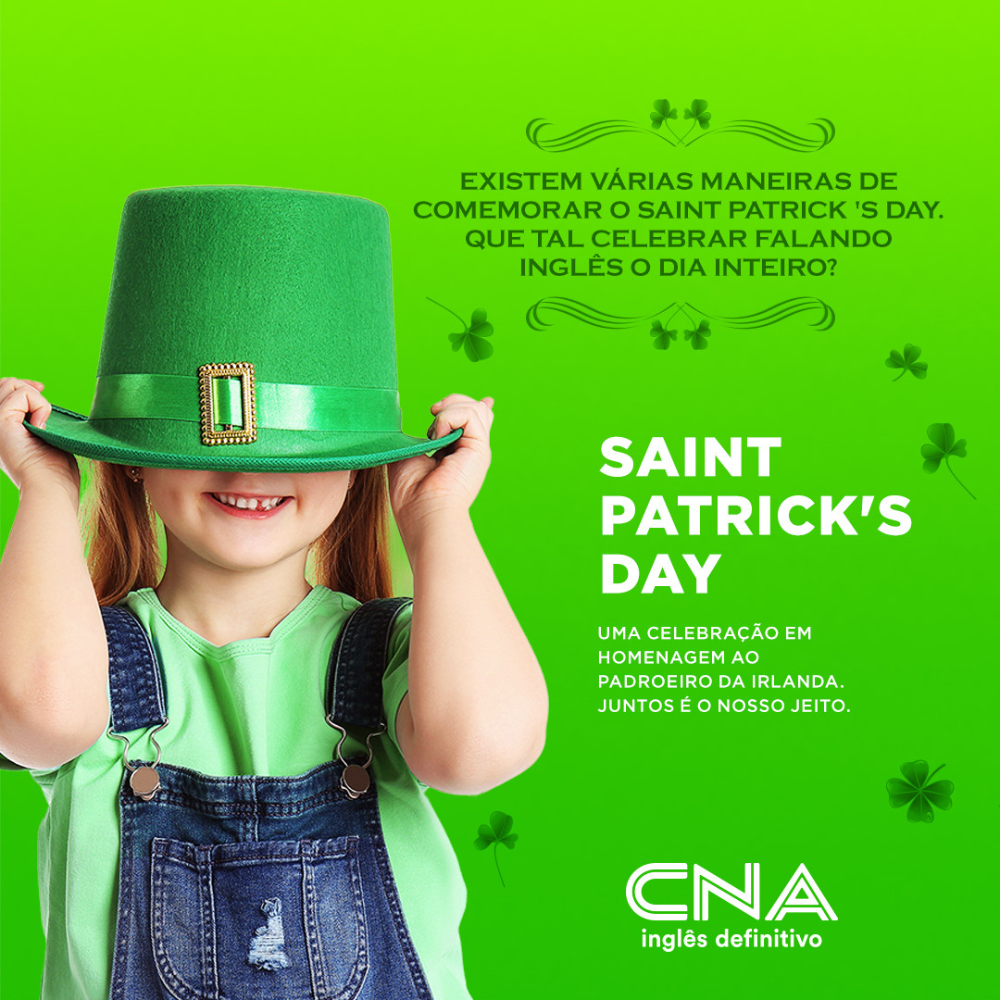 EXISTEM VÁRIAS MANEIRAS DE
COMEMORAR O SAINT PATRICK 'S DAY.
QUE TAL CELEBRAR FALANDO
INGLÊS O DIA INTEIRO?
SAINT
PATRICK'S
DAY
UMA CELEBRAÇÃO EM
HOMENAGEM AO
PADROEIRO DA IRLANDA.
JUNTOS É O NOSSO JEITO.
CNA
inglês definitivo